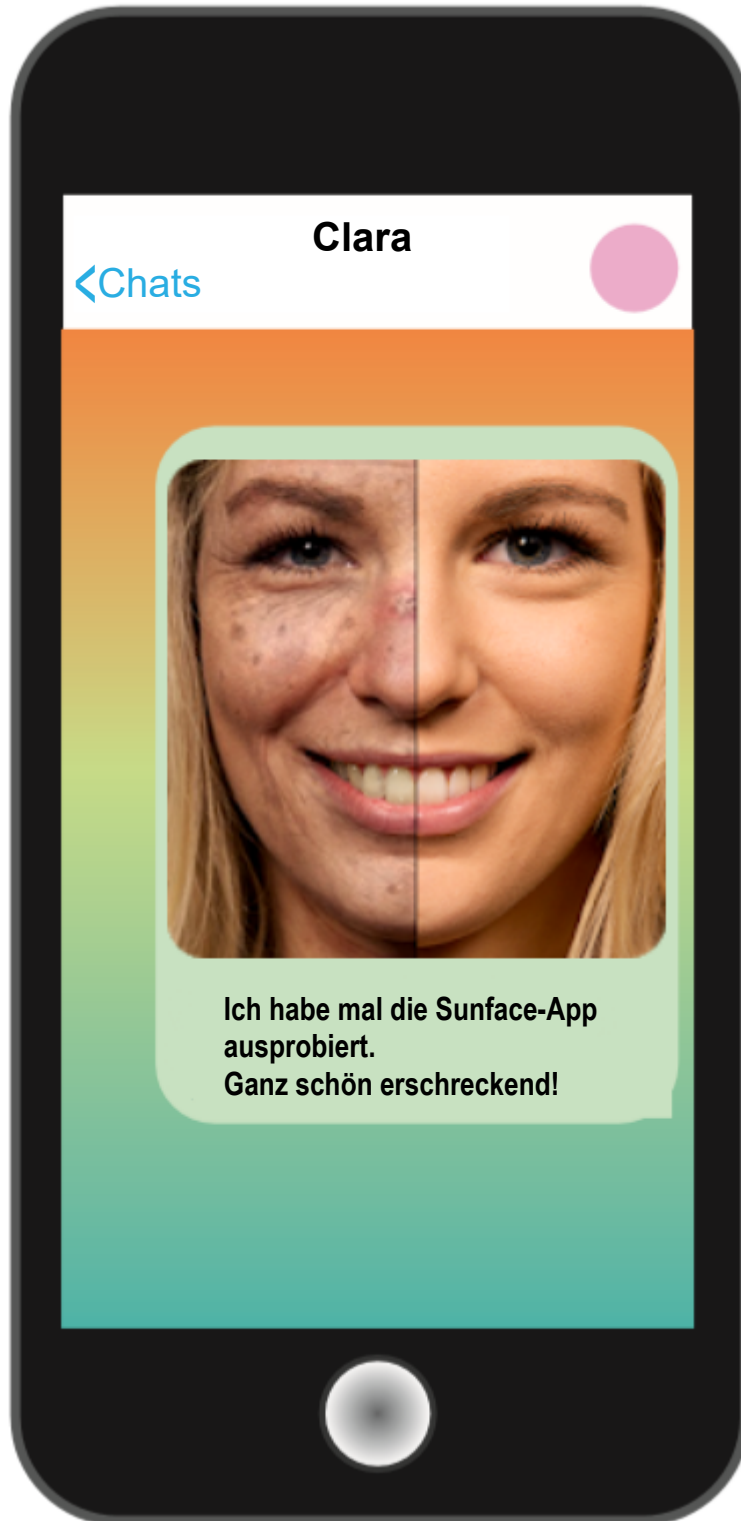 Clara
<Chats
Ich habe mal die Sunface-App
ausprobiert.
Ganz schön erschreckend!